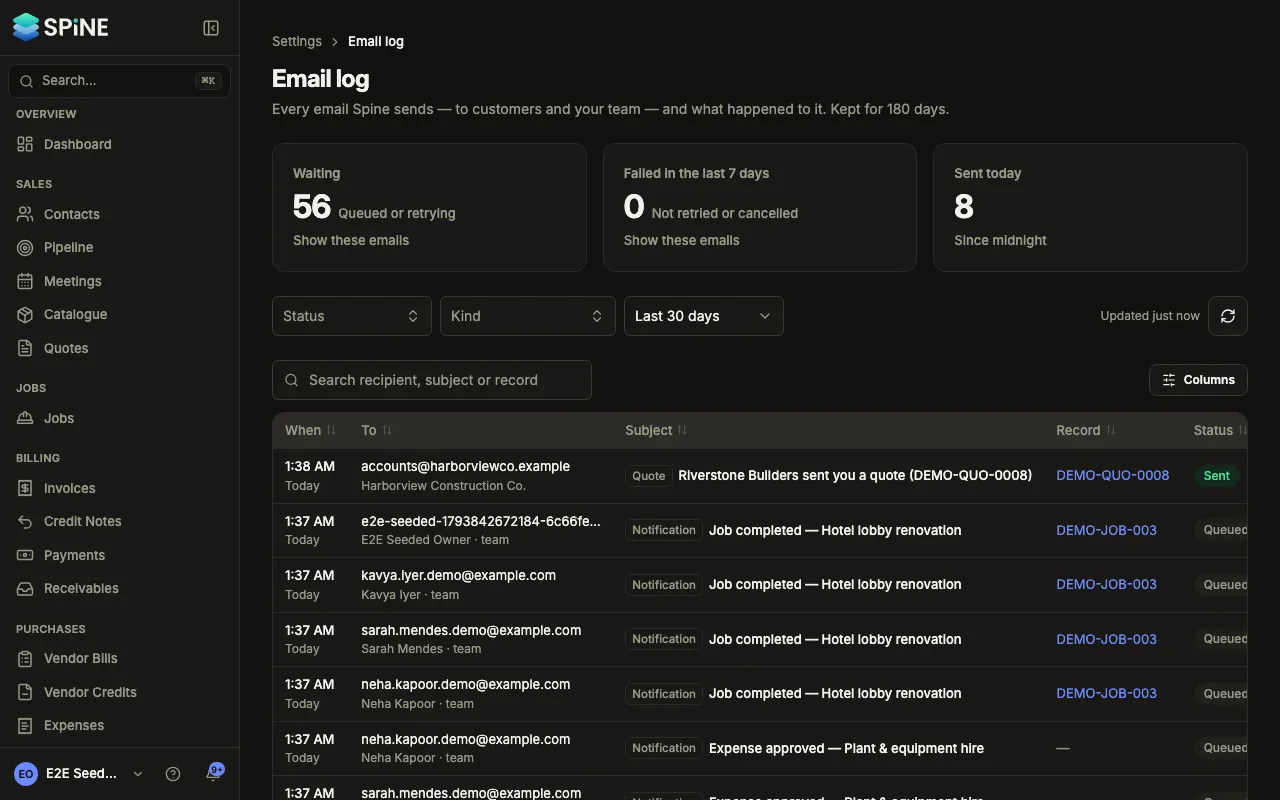 SPiNE
Search...
⌘K
OVERVIEW
Dashboard
SALES
Contacts
Pipeline
Meetings
Catalogue
Quotes
JOBS
Jobs
BILLING
Invoices
Credit Notes
Payments
Receivables
PURCHASES
Vendor Bills
Vendor Credits
Expenses
EO E2E Seed...
9+
Settings > Email log
Email log
Every email Spine sends — to customers and your team — and what happened to it. Kept for 180 days.
Waiting
56 Queued or retrying
Show these emails
Failed in the last 7 days
0 Not retried or cancelled
Show these emails
Sent today
8
Since midnight
Status
Kind
Last 30 days
Updated just now
Search recipient, subject or record
Columns
When To Subject Record Status
1:38 AM accounts@harborviewco.example Quote Riverstone Builders sent you a quote (DEMO-QUO-0008) DEMO-QUO-0008 Sent
Today Harborview Construction Co.
1:37 AM e2e-seeded-1793842672184-6c66fe... Notification Job completed — Hotel lobby renovation DEMO-JOB-003 Queued
Today E2E Seeded Owner · team
1:37 AM kavya.iyer.demo@example.com Notification Job completed — Hotel lobby renovation DEMO-JOB-003 Queued
Today Kavya Iyer · team
1:37 AM sarah.mendes.demo@example.com Notification Job completed — Hotel lobby renovation DEMO-JOB-003 Queued
Today Sarah Mendes · team
1:37 AM neha.kapoor.demo@example.com Notification Job completed — Hotel lobby renovation DEMO-JOB-003 Queued
Today Neha Kapoor · team
1:37 AM neha.kapoor.demo@example.com Notification Expense approved — Plant & equipment hire — Queued
Today Neha Kapoor · team
1:37 AM sarah.mendes.demo@example.com